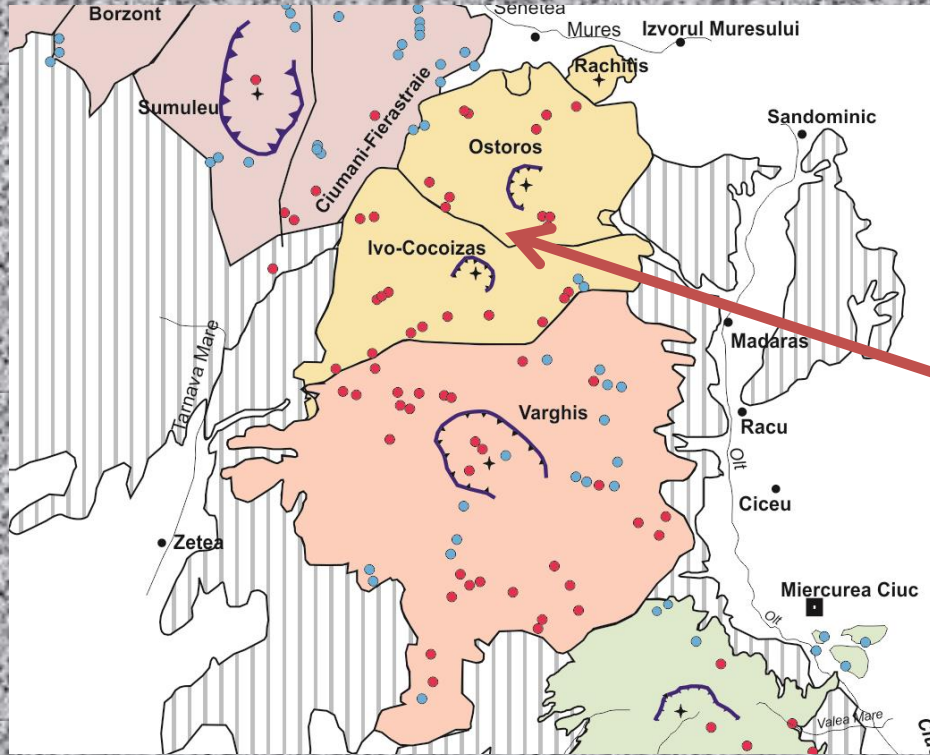 Borzont
Senetea
Mures
Izvorul Muresului
Rachitis
Sumuleu
Ciumani-Fierastraie
Sandominic
Ostoros
Ivo-Cocoizas
Tarnava Mare
Madaras
Varghis
Racu
Olt
Ciceu
Zetea
Miercurea Ciuc
Olt
Valea Mare